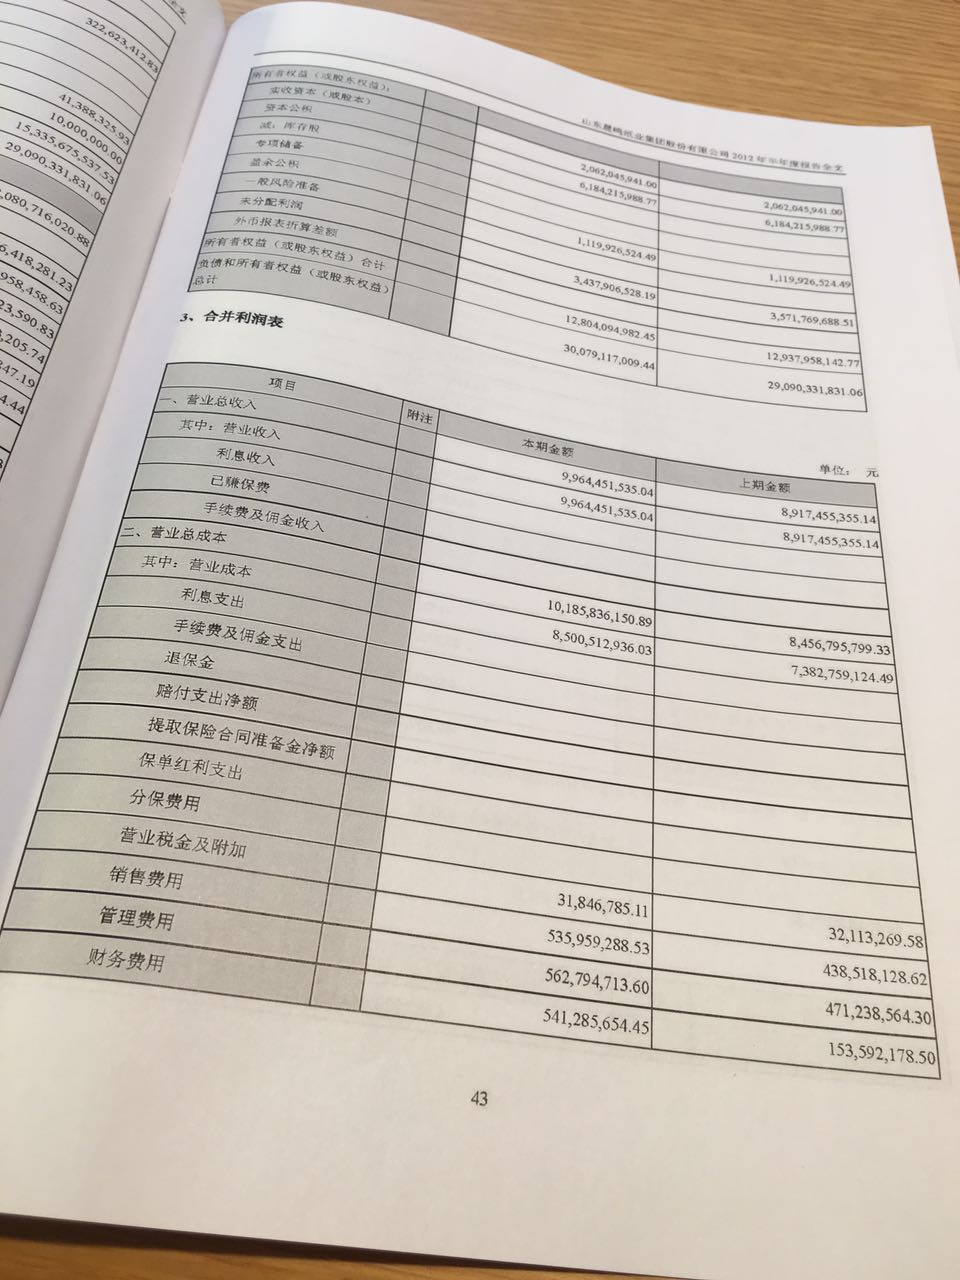 全文
322,623,412.83
41,388,325.93
10,000,000.00
15,335,675,537.53
29,090,331,831.06
,080,716,020.88
6,418,281.23
958,458.63
23,590.83
,205.74
347.19
4.44
山东晨鸣纸业集团股份有限公司 2012 年半年度报告全文
所有者权益（或股东权益）：
实收资本（或股本） 2,062,045,941.00 2,062,045,941.00
资本公积 6,184,215,988.77 6,184,215,988.77
减：库存股
专项储备
盈余公积 1,119,926,524.49 1,119,926,524.49
一般风险准备
未分配利润 3,437,906,528.19 3,571,769,688.51
外币报表折算差额
所有者权益（或股东权益）合计 12,804,094,982.45 12,937,958,142.77
负债和所有者权益（或股东权益）总计 30,079,117,009.44 29,090,331,831.06
3、合并利润表
单位： 元
项目 附注 本期金额 上期金额
一、营业总收入 9,964,451,535.04 8,917,455,355.14
其中：营业收入 9,964,451,535.04 8,917,455,355.14
利息收入
已赚保费
手续费及佣金收入
二、营业总成本 10,185,836,150.89 8,456,795,799.33
其中：营业成本 8,500,512,936.03 7,382,759,124.49
利息支出
手续费及佣金支出
退保金
赔付支出净额
提取保险合同准备金净额
保单红利支出
分保费用
营业税金及附加 31,846,785.11 32,113,269.58
销售费用 535,959,288.53 438,518,128.62
管理费用 562,794,713.60 471,238,564.30
财务费用 541,285,654.45 153,592,178.50
43